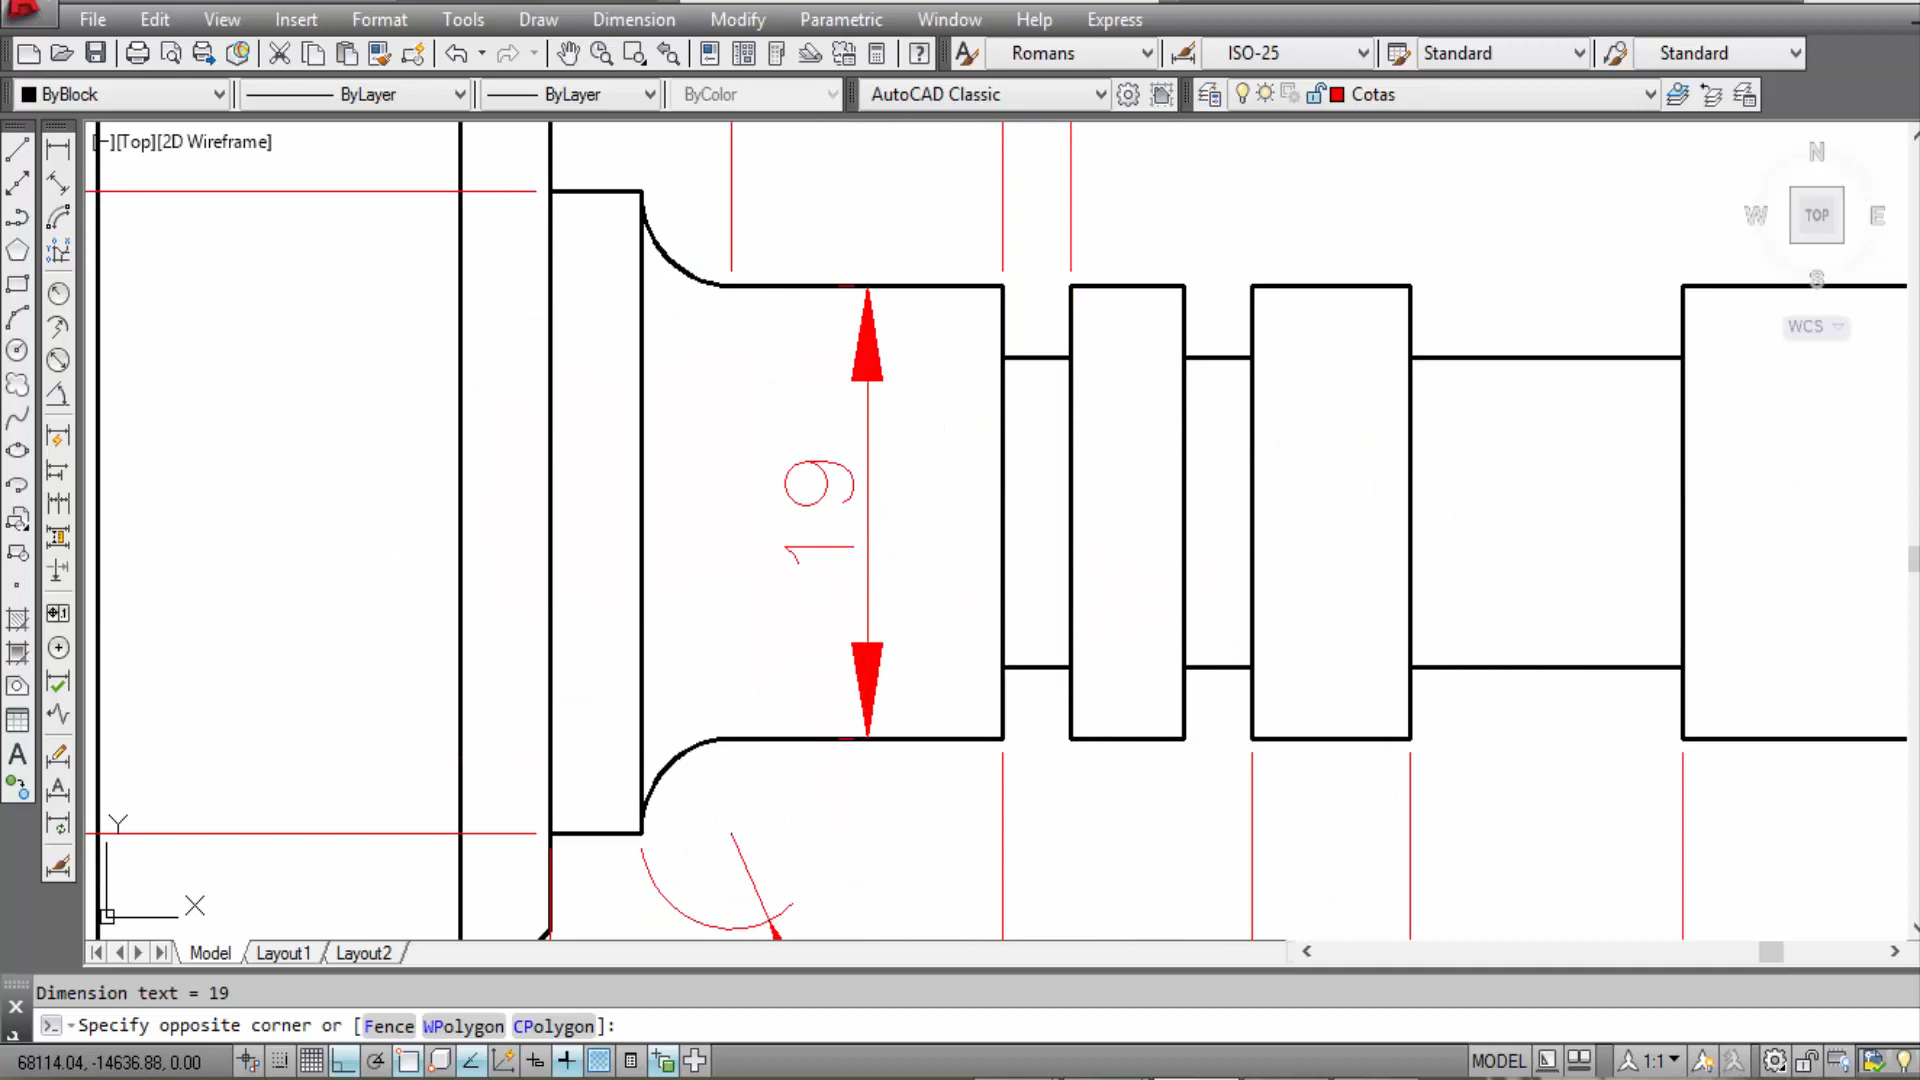 File Edit View Insert Format Tools Draw Dimension Modify Parametric Window Help Express
Romans ISO-25 Standard Standard
ByBlock ByLayer ByLayer ByColor AutoCAD Classic Cotas
[−][Top][2D Wireframe]
N
W TOP E
S
WCS
19
Y
X
Model Layout1 Layout2
Dimension text = 19
Specify opposite corner or [Fence WPolygon CPolygon]:
68114.04, -14636.88, 0.00 MODEL 1:1